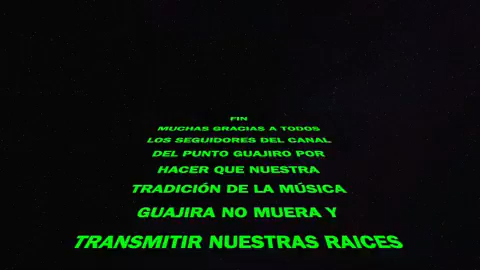 FIN
MUCHAS GRACIAS A TODOS
LOS SEGUIDORES DEL CANAL
DEL PUNTO GUAJIRO POR
HACER QUE NUESTRA
TRADICIÓN DE LA MÚSICA
GUAJIRA NO MUERA Y
TRANSMITIR NUESTRAS RAICES